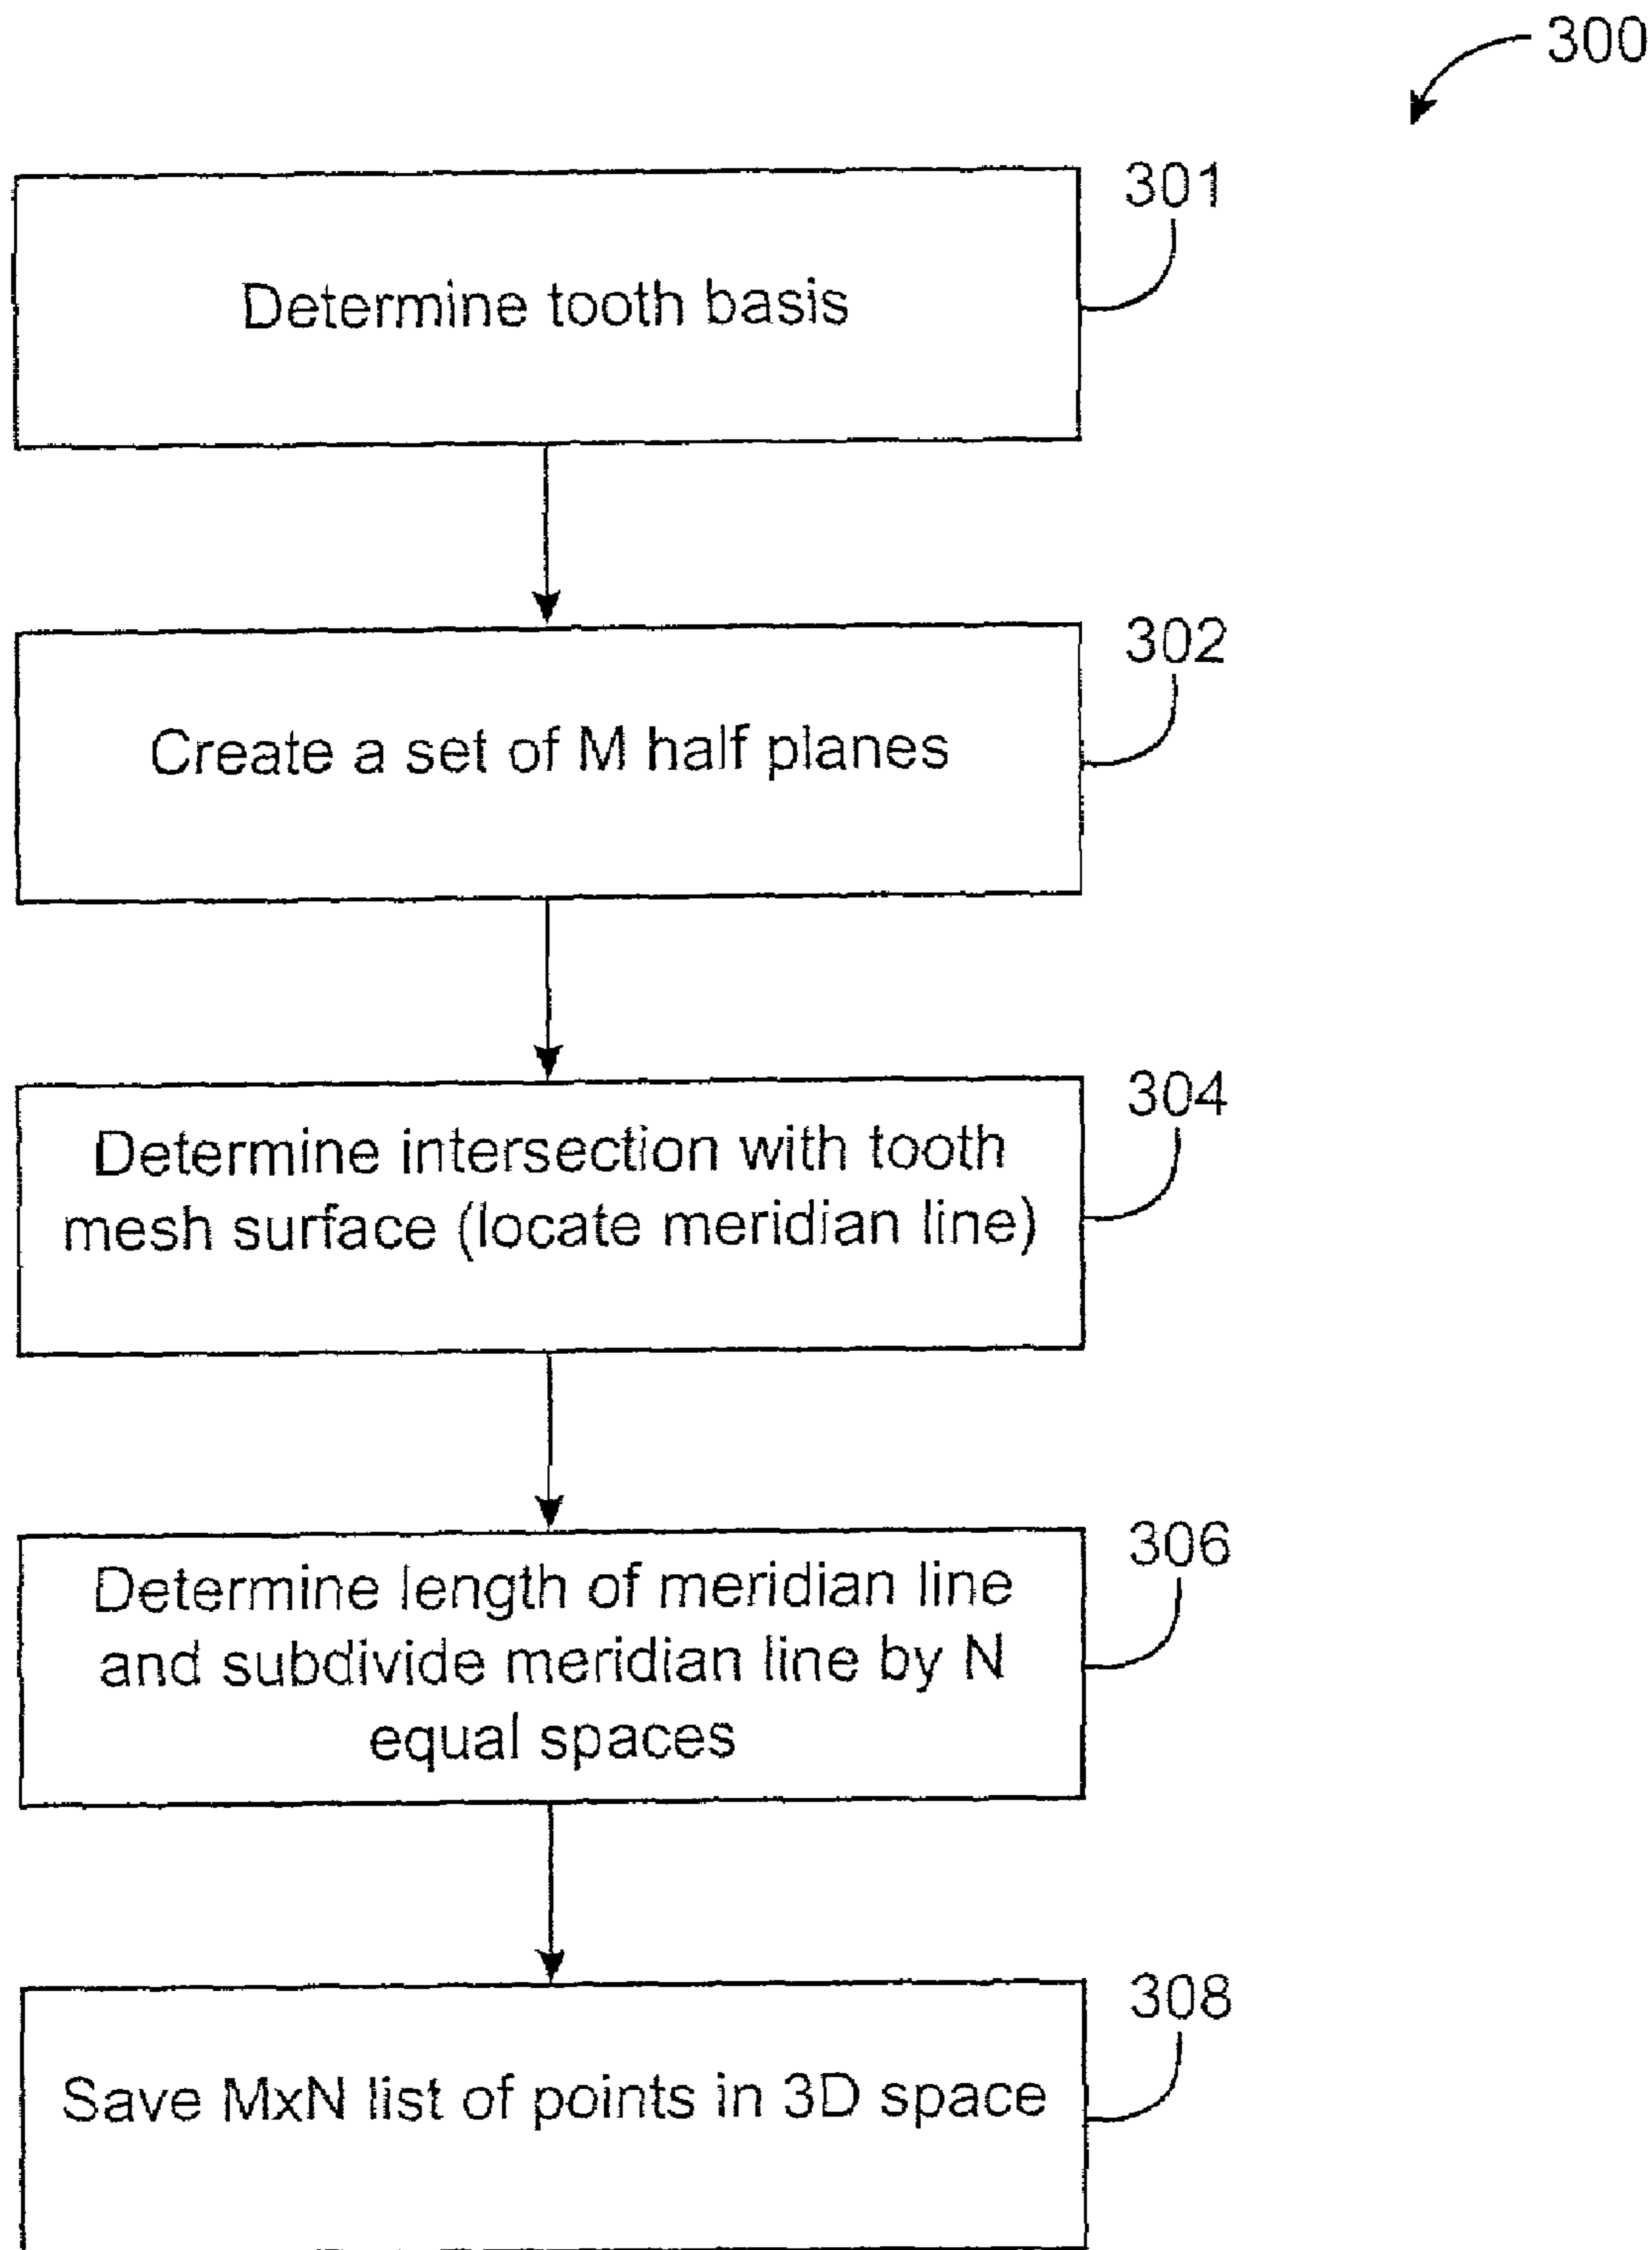 300
301
Determine tooth basis
302
Create a set of M half planes
304
Determine intersection with tooth
mesh surface (locate meridian line)
306
Determine length of meridian line
and subdivide meridian line by N
equal spaces
308
Save MxN list of points in 3D space